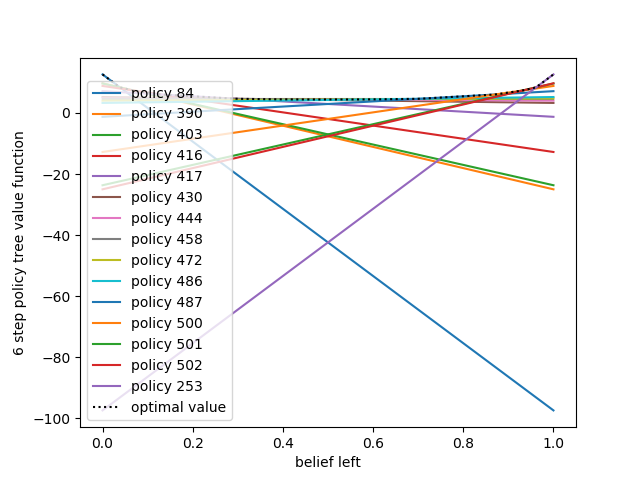 6 step policy tree value function
0
−20
−40
−60
−80
−100
policy 84
policy 390
policy 403
policy 416
policy 417
policy 430
policy 444
policy 458
policy 472
policy 486
policy 487
policy 500
policy 501
policy 502
policy 253
optimal value
0.0 0.2 0.4 0.6 0.8 1.0
belief left